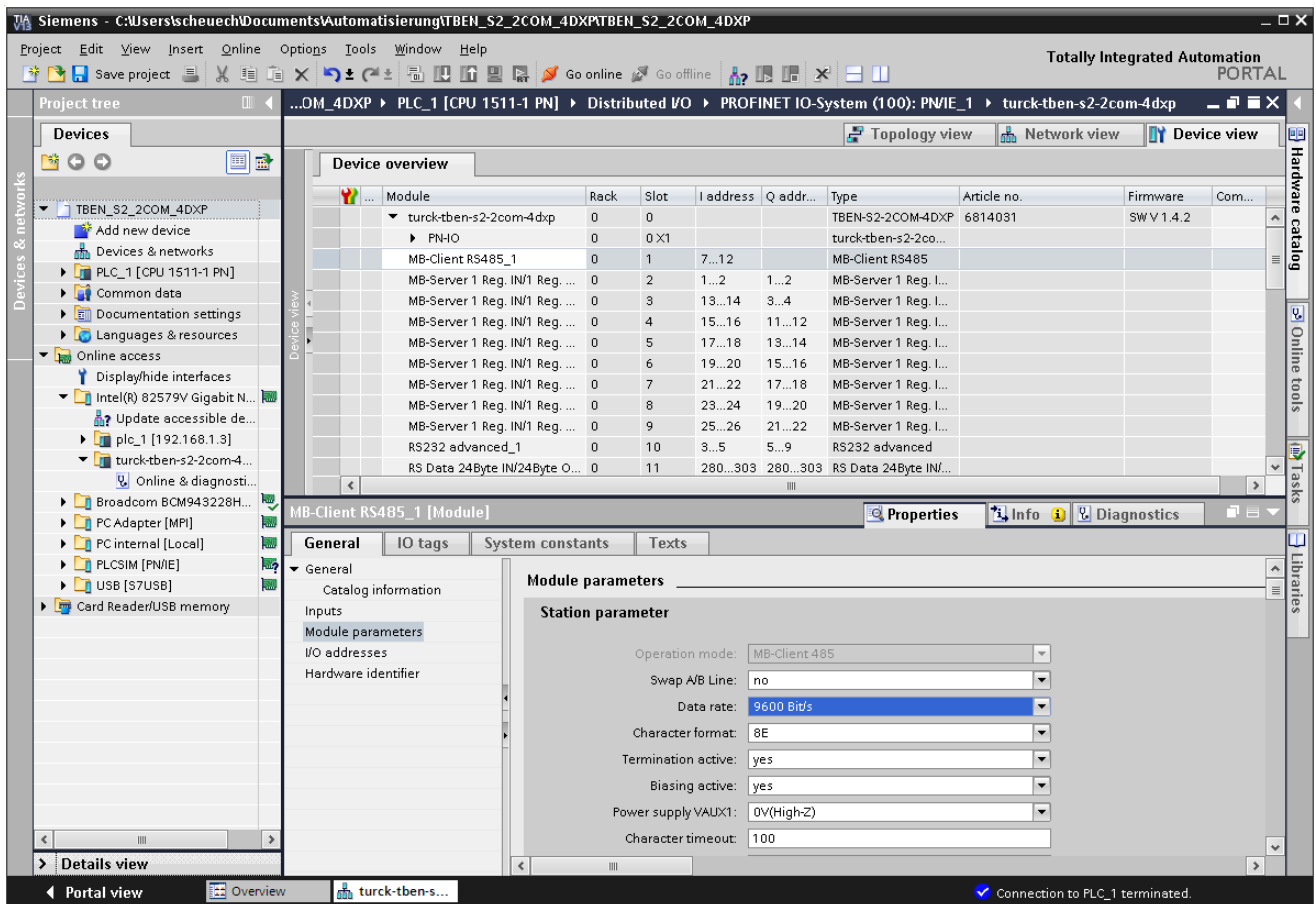 Siemens - C:\Users\scheuech\Documents\Automatisierung\TBEN_S2_2COM_4DXP\TBEN_S2_2COM_4DXP
Project Edit View Insert Online Options Tools Window Help
Totally Integrated Automation
PORTAL
Save project Go online Go offline
Project tree
...OM_4DXP PLC_1 [CPU 1511-1 PN] Distributed I/O PROFINET IO-System (100): PN/IE_1 turck-tben-s2-2com-4dxp
Topology view Network view Device view
Devices
Devices & networks
TBEN_S2_2COM_4DXP
Add new device
Devices & networks
PLC_1 [CPU 1511-1 PN]
Common data
Documentation settings
Languages & resources
Online access
Display/hide interfaces
Intel(R) 82579V Gigabit N...
Update accessible de...
plc_1 [192.168.1.3]
turck-tben-s2-2com-4...
Online & diagnosti...
Broadcom BCM943228H...
PC Adapter [MPI]
PC internal [Local]
PLCSIM [PN/IE]
USB [S7USB]
Card Reader/USB memory
Details view
Device view
Device overview
... Module Rack Slot I address Q addr... Type Article no. Firmware Com...
turck-tben-s2-2com-4dxp 0 0 TBEN-S2-2COM-4DXP 6814031 SW V 1.4.2
PN-IO 0 0 X1 turck-tben-s2-2co...
MB-Client RS485_1 0 1 7...12 MB-Client RS485
MB-Server 1 Reg. IN/1 Reg. ... 0 2 1...2 1...2 MB-Server 1 Reg. I...
MB-Server 1 Reg. IN/1 Reg. ... 0 3 13...14 3...4 MB-Server 1 Reg. I...
MB-Server 1 Reg. IN/1 Reg. ... 0 4 15...16 11...12 MB-Server 1 Reg. I...
MB-Server 1 Reg. IN/1 Reg. ... 0 5 17...18 13...14 MB-Server 1 Reg. I...
MB-Server 1 Reg. IN/1 Reg. ... 0 6 19...20 15...16 MB-Server 1 Reg. I...
MB-Server 1 Reg. IN/1 Reg. ... 0 7 21...22 17...18 MB-Server 1 Reg. I...
MB-Server 1 Reg. IN/1 Reg. ... 0 8 23...24 19...20 MB-Server 1 Reg. I...
MB-Server 1 Reg. IN/1 Reg. ... 0 9 25...26 21...22 MB-Server 1 Reg. I...
RS232 advanced_1 0 10 3...5 5...9 RS232 advanced
RS Data 24Byte IN/24Byte O... 0 11 280...303 280...303 RS Data 24Byte IN/...
MB-Client RS485_1 [Module]
Properties Info Diagnostics
General IO tags System constants Texts
General
Catalog information
Inputs
Module parameters
I/O addresses
Hardware identifier
Module parameters
Station parameter
Operation mode: MB-Client 485
Swap A/B Line: no
Data rate: 9600 Bit/s
Character format: 8E
Termination active: yes
Biasing active: yes
Power supply VAUX1: 0V(High-Z)
Character timeout: 100
Hardware catalog
Online tools
Tasks
Libraries
Portal view Overview turck-tben-s... Connection to PLC_1 terminated.